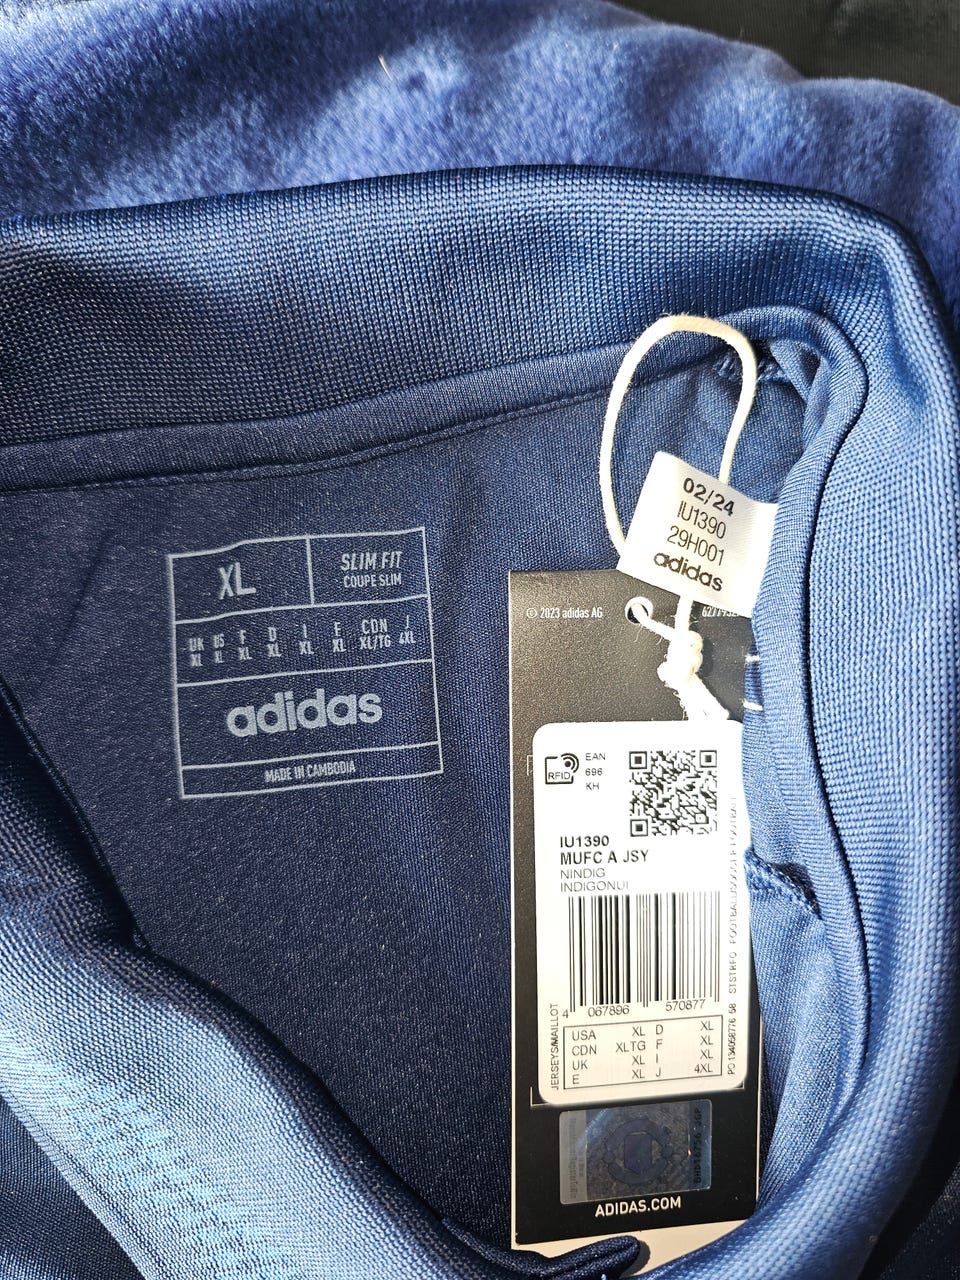 02/24
IU1390
29H001
adidas
XL
SLIM FIT
COUPE SLIM
UK US F D I E CDN J
XL XL XL XL XL XL XL/TG 4XL
adidas
MADE IN CAMBODIA
© 2023 adidas AG
RFID
EAN
696
KH
IU1390
MUFC A JSY
NINDIG
INDIGONUI
4 067896 570877
JERSEYS/MAILLOT
USA XL D XL
CDN XLTG F XL
UK XL I XL
E XL J 4XL
ADIDAS.COM